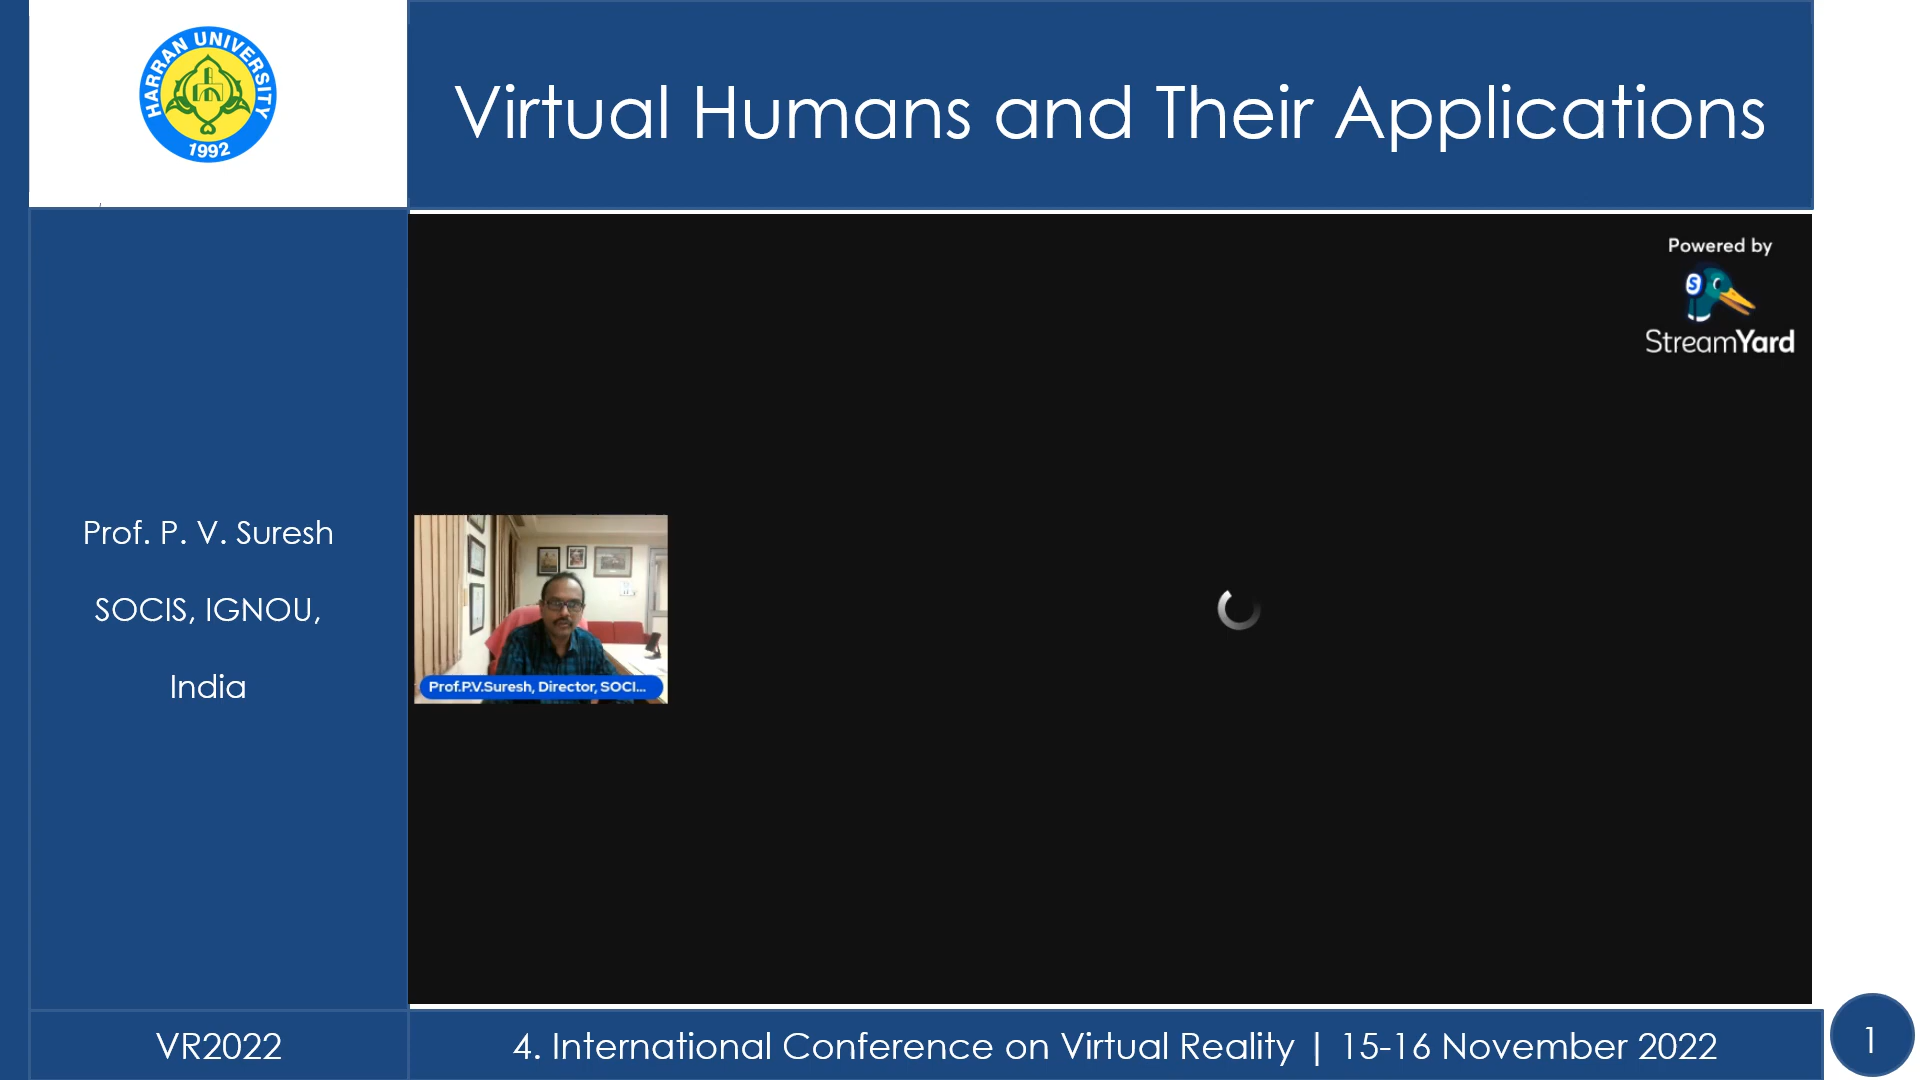 HARRAN UNIVERSITY
1992
Virtual Humans and Their Applications
Powered by
S
StreamYard
Prof. P. V. Suresh
SOCIS, IGNOU,
India
Prof.P.V.Suresh, Director, SOCI...
VR2022
4. International Conference on Virtual Reality | 15-16 November 2022
1